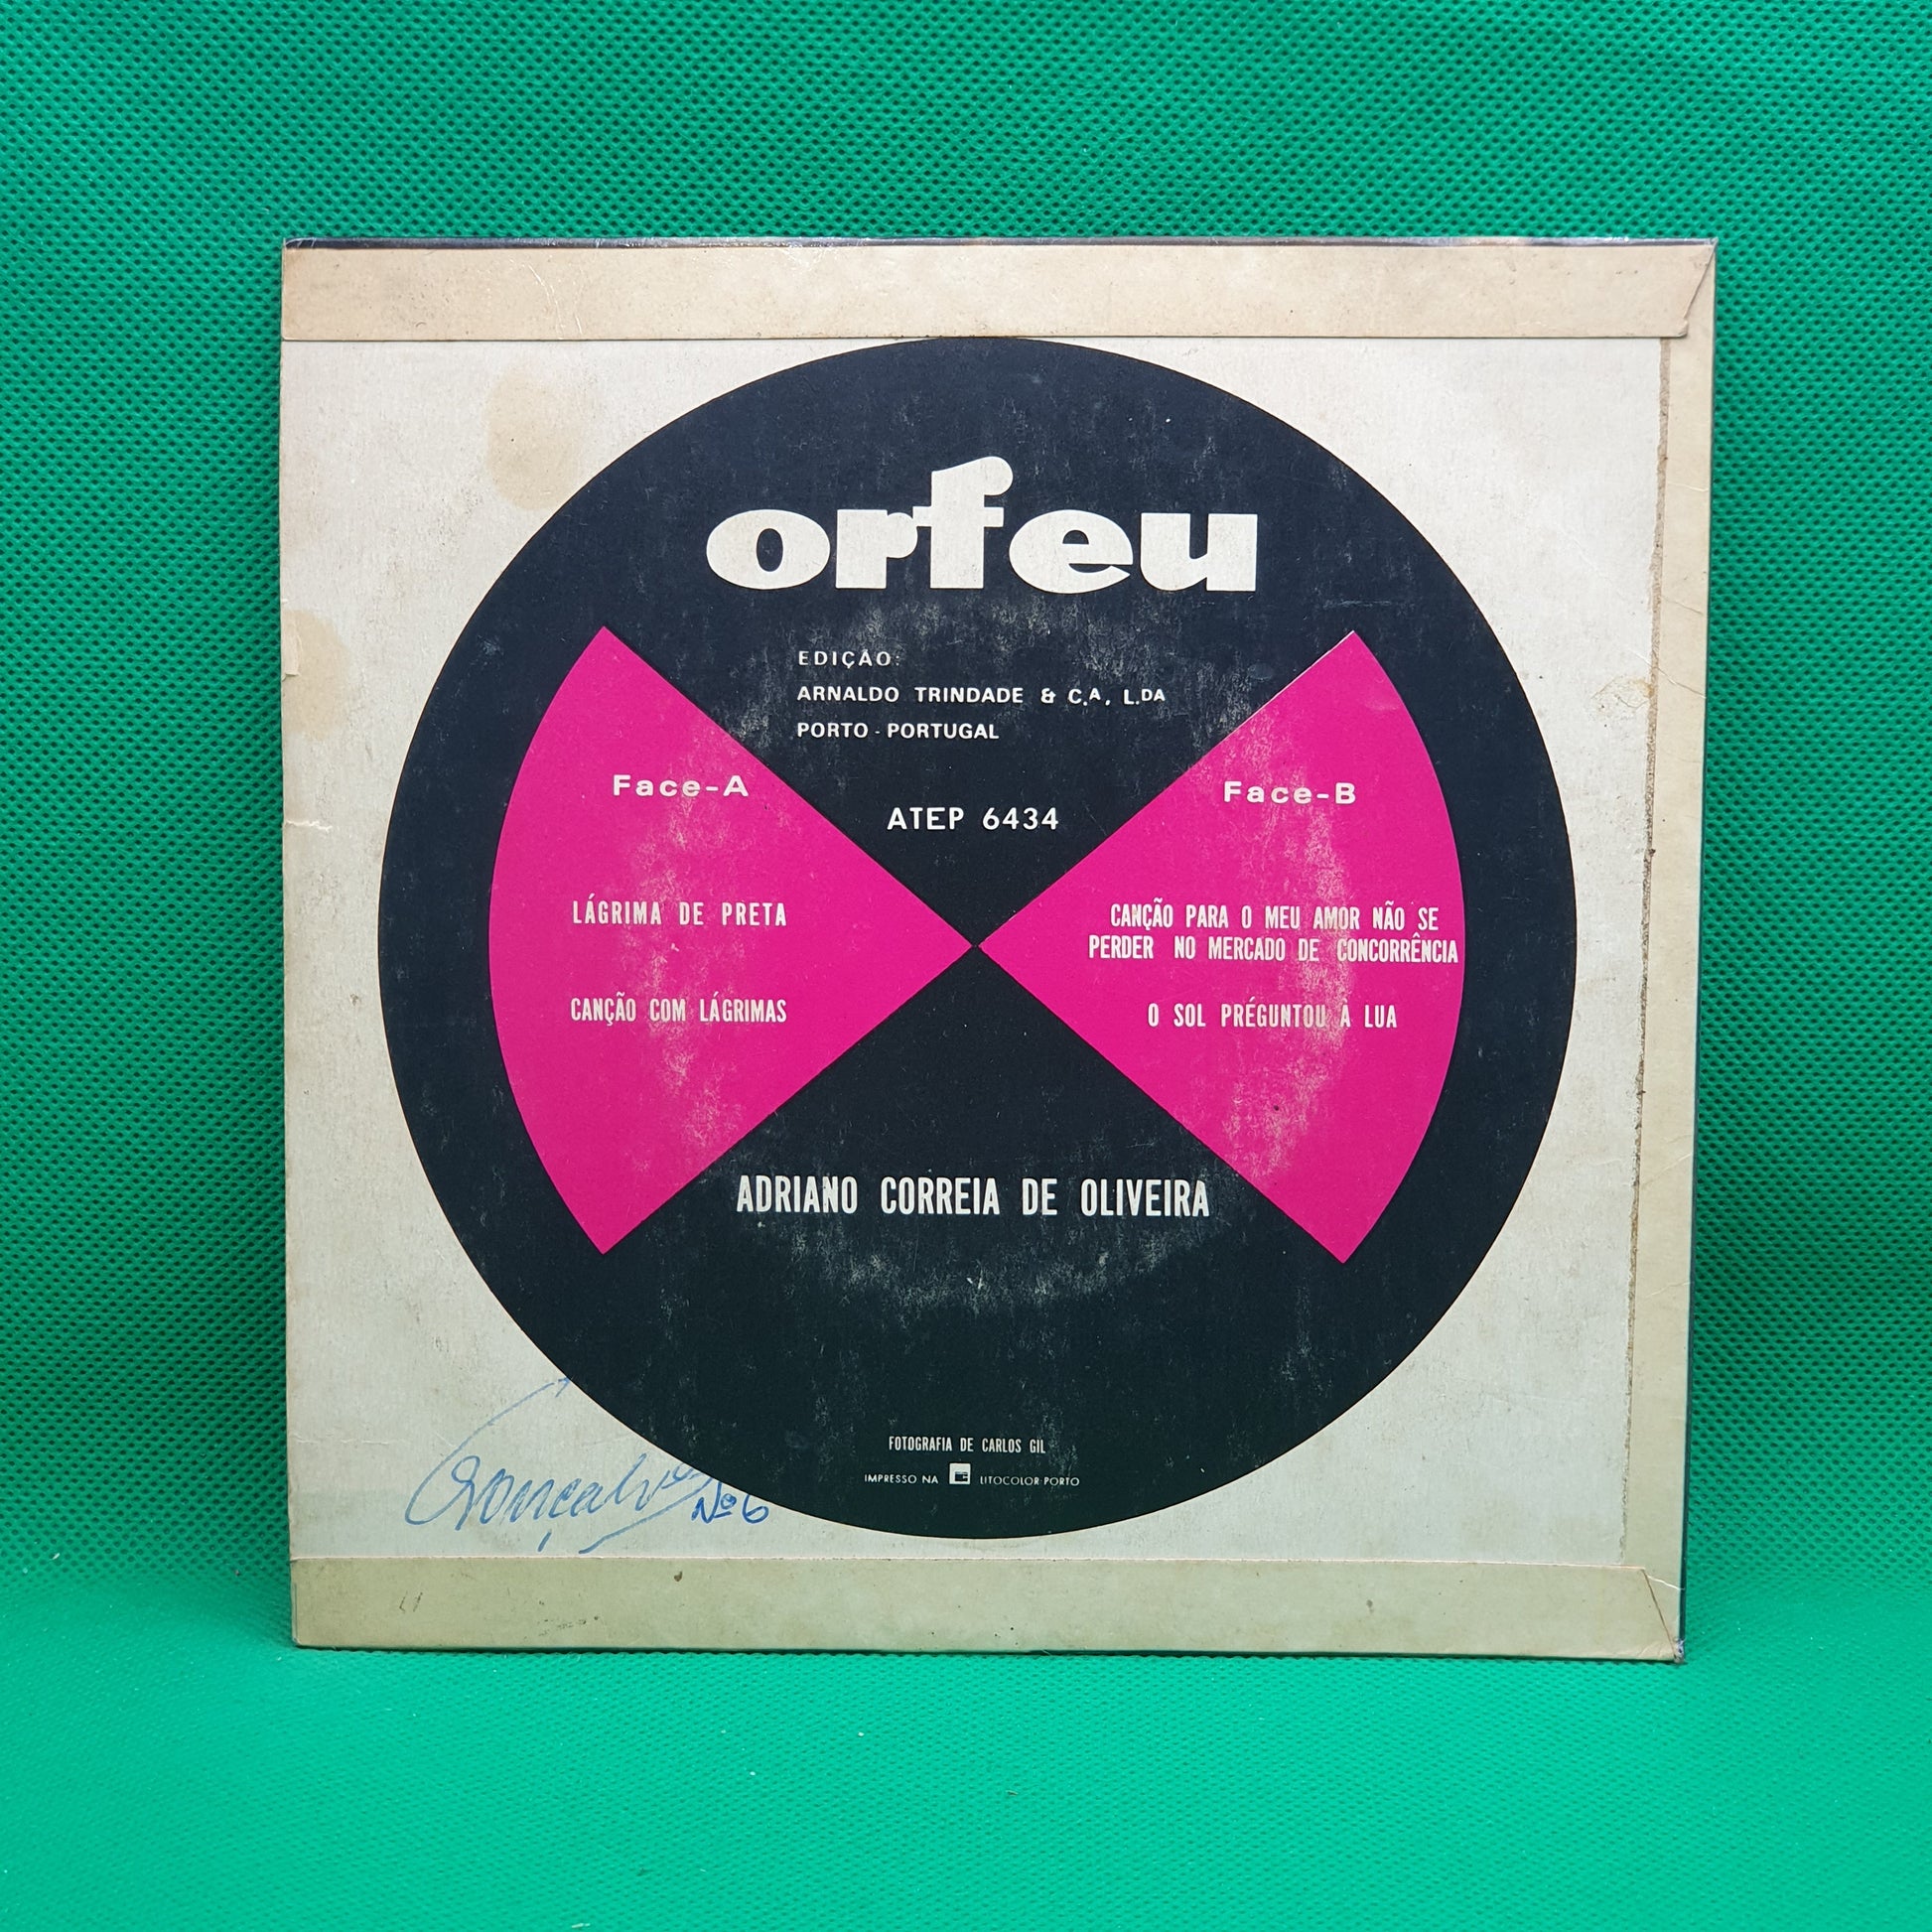 orfeu
EDIÇÃO:
ARNALDO TRINDADE & C.A, L.DA
PORTO - PORTUGAL
Face-A
Face-B
ATEP 6434
LÁGRIMA DE PRETA
CANÇÃO PARA O MEU AMOR NÃO SE
PERDER NO MERCADO DE CONCORRÊNCIA
CANÇÃO COM LÁGRIMAS
O SOL PRÉGUNTOU À LUA
ADRIANO CORREIA DE OLIVEIRA
FOTOGRAFIA DE CARLOS GIL
IMPRESSO NA LITOCOLOR-PORTO
Gonçalves
Nº 6